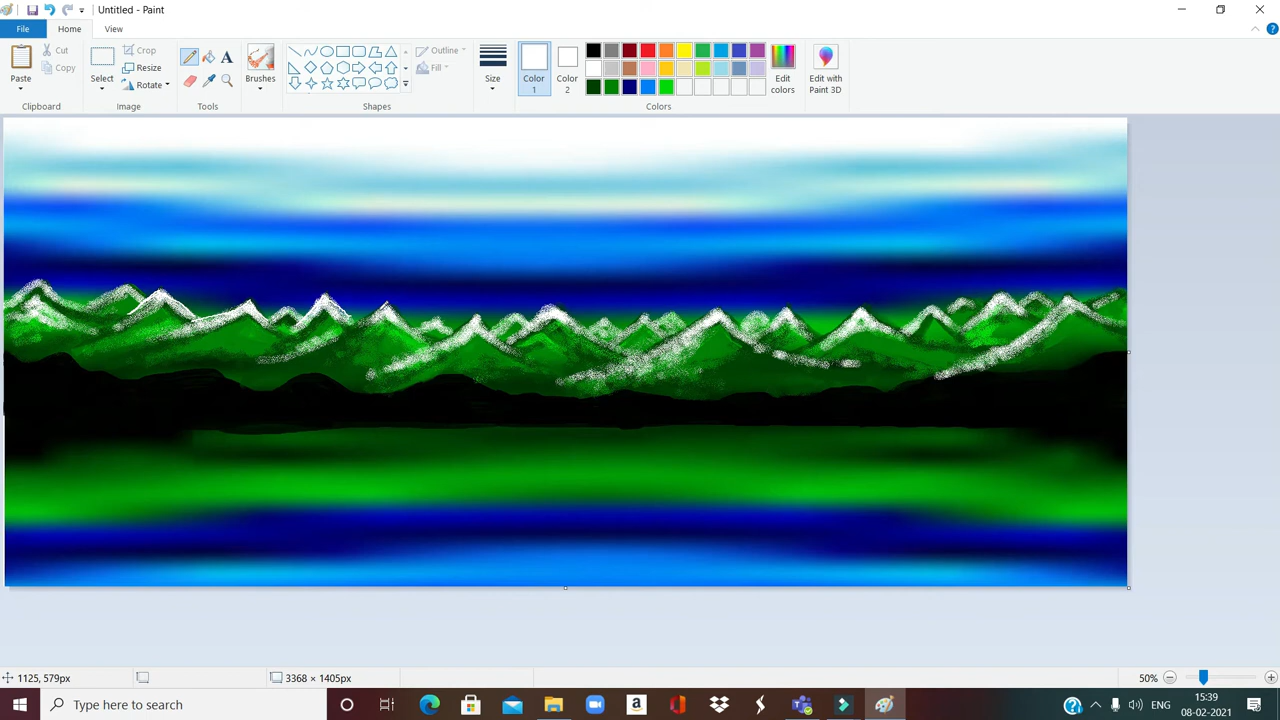 Untitled - Paint
File
Home
View
Paste
Cut
Copy
Clipboard
Select
Crop
Resize
Rotate
Image
A
Tools
Brushes
Outline
Fill
Shapes
Size
Color
1
Color
2
Colors
Edit
colors
Edit with
Paint 3D
1125, 579px
3368 × 1405px
50%
Type here to search
ENG
15:39
08-02-2021